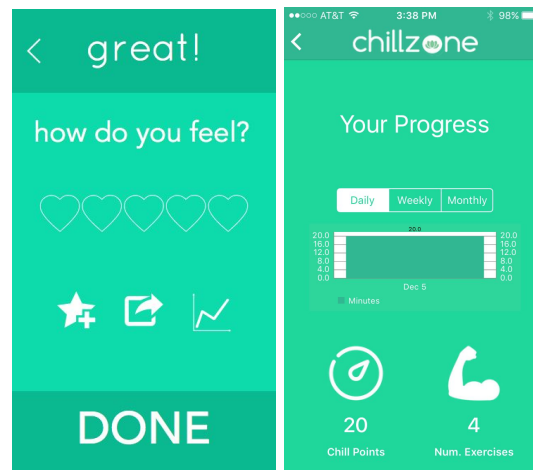 great!
how do you feel?
DONE
AT&T 3:38 PM 98%
chillzone
Your Progress
Daily Weekly Monthly
20.0
20.0 20.0
16.0 16.0
12.0 12.0
8.0 8.0
4.0 4.0
0.0 0.0
Dec 5
Minutes
20 4
Chill Points Num. Exercises